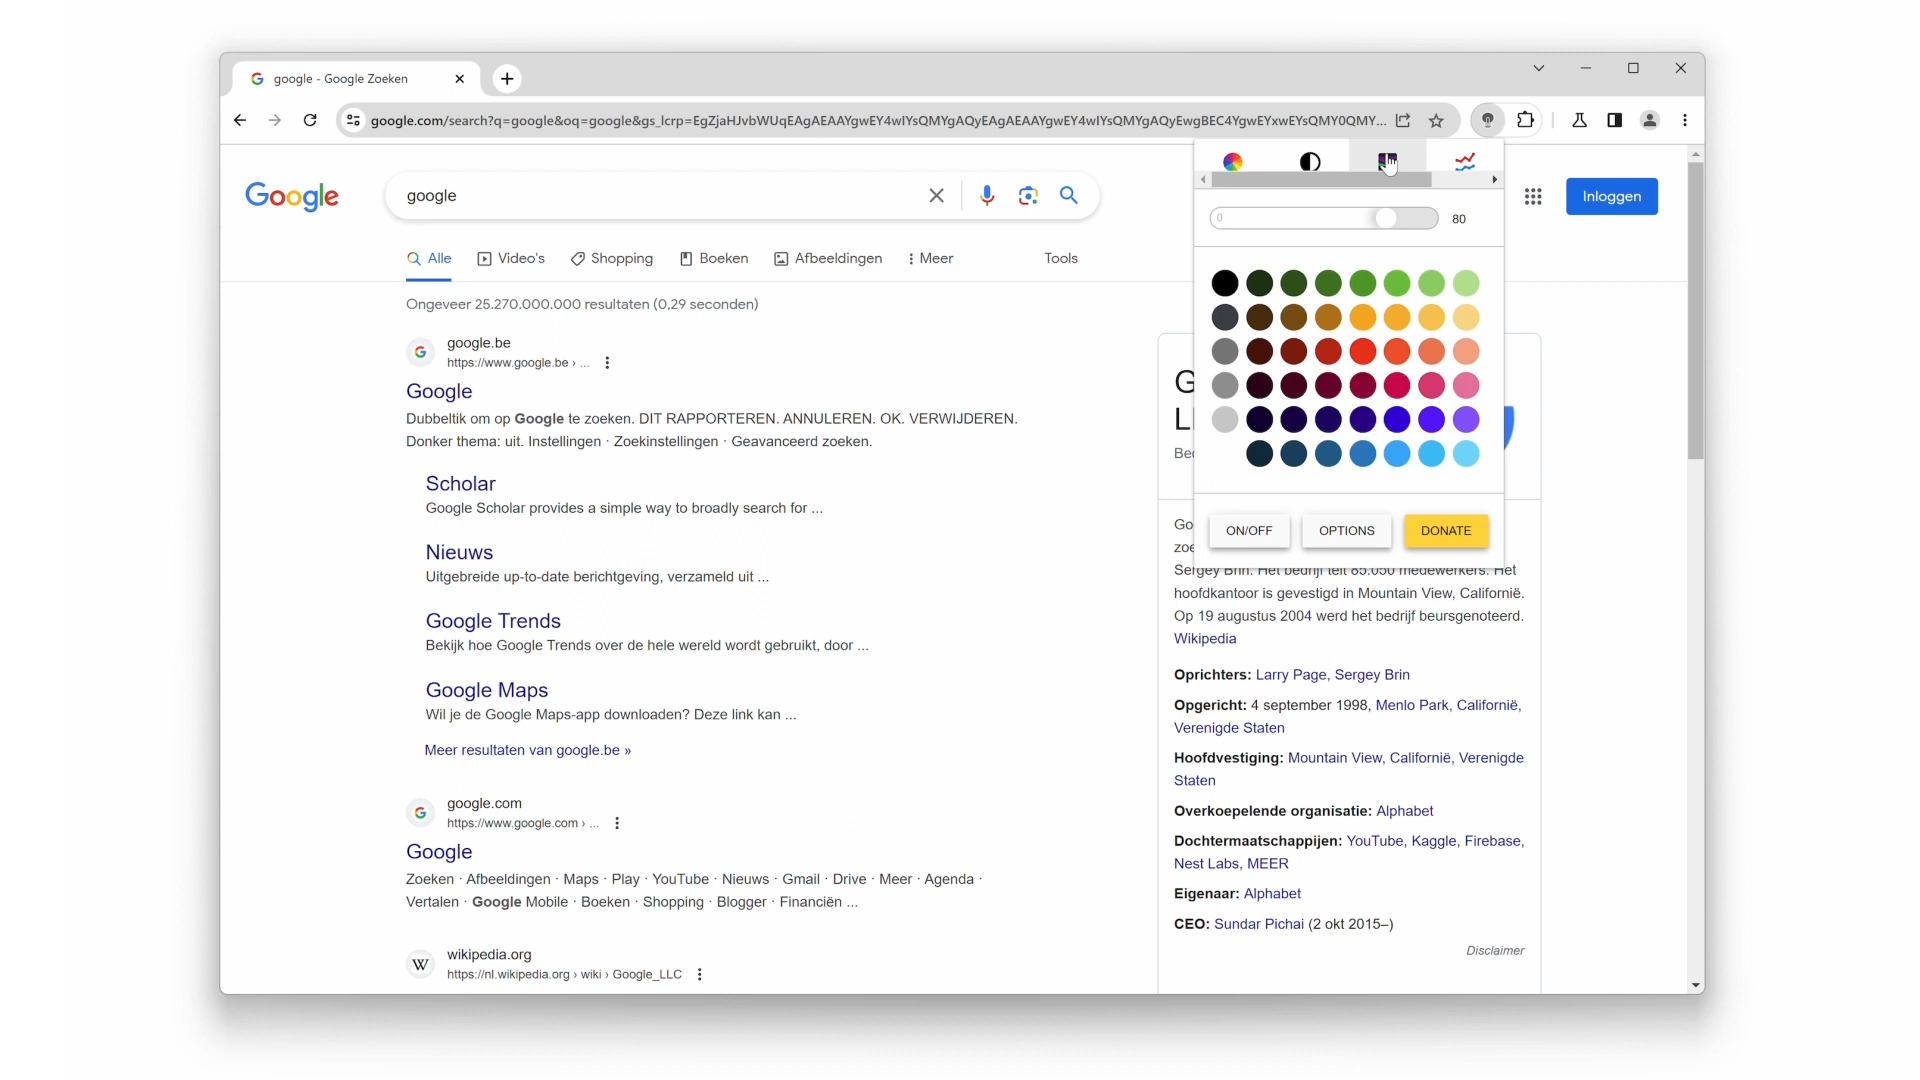 google - Google Zoeken
google.com/search?q=google&oq=google&gs_lcrp=EgZjaHJvbWUqEAgAEAAYgwEY4wIYsQMYgAQyEAgAEAAYgwEY4wIYsQMYgAQyEwgBEC4YgwEYxwEYsQMY0QMY...
Google
google
Inloggen
0
80
Alle
Video's
Shopping
Boeken
Afbeeldingen
Meer
Tools
Ongeveer 25.270.000.000 resultaten (0,29 seconden)
google.be
https://www.google.be › ...
Google
Dubbeltik om op Google te zoeken. DIT RAPPORTEREN. ANNULEREN. OK. VERWIJDEREN.
Donker thema: uit. Instellingen · Zoekinstellingen · Geavanceerd zoeken.
Scholar
Google Scholar provides a simple way to broadly search for ...
Nieuws
Uitgebreide up-to-date berichtgeving, verzameld uit ...
Google Trends
Bekijk hoe Google Trends over de hele wereld wordt gebruikt, door ...
Google Maps
Wil je de Google Maps-app downloaden? Deze link kan ...
Meer resultaten van google.be »
google.com
https://www.google.com › ...
Google
Zoeken · Afbeeldingen · Maps · Play · YouTube · Nieuws · Gmail · Drive · Meer · Agenda ·
Vertalen · Google Mobile · Boeken · Shopping · Blogger · Financiën ...
W
wikipedia.org
https://nl.wikipedia.org › wiki › Google_LLC
ON/OFF
OPTIONS
DONATE
Sergey Brin. Het bedrijf telt 85.050 medewerkers. Het
hoofdkantoor is gevestigd in Mountain View, Californië.
Op 19 augustus 2004 werd het bedrijf beursgenoteerd.
Wikipedia
Oprichters: Larry Page, Sergey Brin
Opgericht: 4 september 1998, Menlo Park, Californië,
Verenigde Staten
Hoofdvestiging: Mountain View, Californië, Verenigde
Staten
Overkoepelende organisatie: Alphabet
Dochtermaatschappijen: YouTube, Kaggle, Firebase,
Nest Labs, MEER
Eigenaar: Alphabet
CEO: Sundar Pichai (2 okt 2015–)
Disclaimer